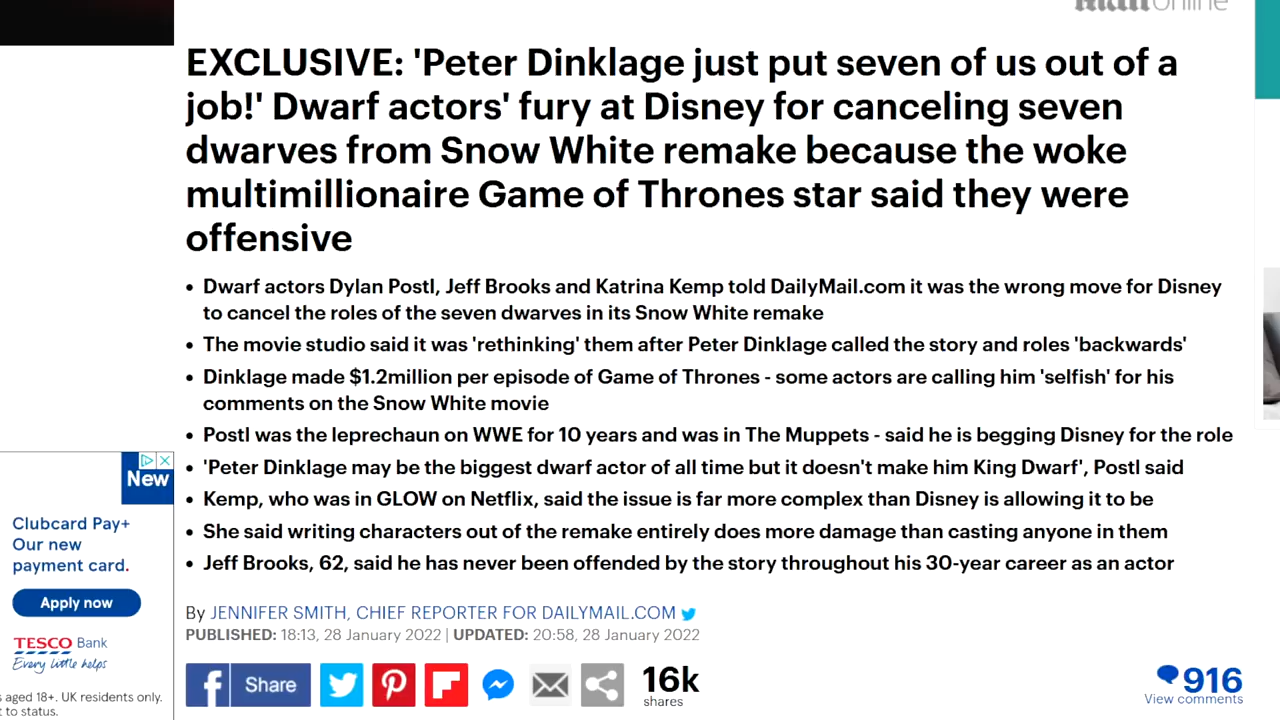 Mail Online
EXCLUSIVE: 'Peter Dinklage just put seven of us out of a
job!' Dwarf actors' fury at Disney for canceling seven
dwarves from Snow White remake because the woke
multimillionaire Game of Thrones star said they were
offensive
• Dwarf actors Dylan Postl, Jeff Brooks and Katrina Kemp told DailyMail.com it was the wrong move for Disney
to cancel the roles of the seven dwarves in its Snow White remake
• The movie studio said it was 'rethinking' them after Peter Dinklage called the story and roles 'backwards'
• Dinklage made $1.2million per episode of Game of Thrones - some actors are calling him 'selfish' for his
comments on the Snow White movie
• Postl was the leprechaun on WWE for 10 years and was in The Muppets - said he is begging Disney for the role
• 'Peter Dinklage may be the biggest dwarf actor of all time but it doesn't make him King Dwarf', Postl said
• Kemp, who was in GLOW on Netflix, said the issue is far more complex than Disney is allowing it to be
• She said writing characters out of the remake entirely does more damage than casting anyone in them
• Jeff Brooks, 62, said he has never been offended by the story throughout his 30-year career as an actor
By JENNIFER SMITH, CHIEF REPORTER FOR DAILYMAIL.COM
PUBLISHED: 18:13, 28 January 2022 | UPDATED: 20:58, 28 January 2022
Share
16k
shares
916
View comments
New
Clubcard Pay+
Our new
payment card.
Apply now
TESCO Bank
Every little helps
s aged 18+. UK residents only.
t to status.